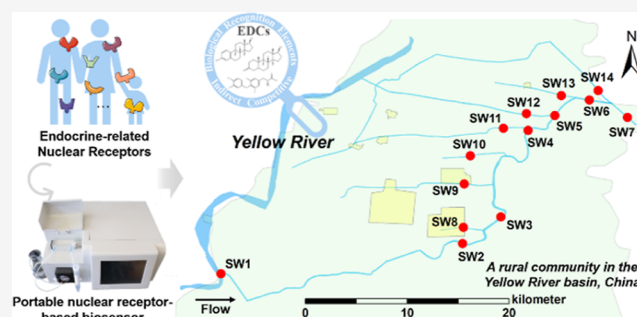 Biological Recognition Elements
EDCs
Indirect Competitive
Endocrine-related
Nuclear Receptors
...
Portable nuclear receptor-
based biosensor
Yellow River
N
SW14
SW13
SW6
SW12
SW5
SW7
SW11
SW4
SW10
SW9
SW8
SW3
SW2
SW1
A rural community in the
Yellow River basin, China
Flow
kilometer
0 10 20